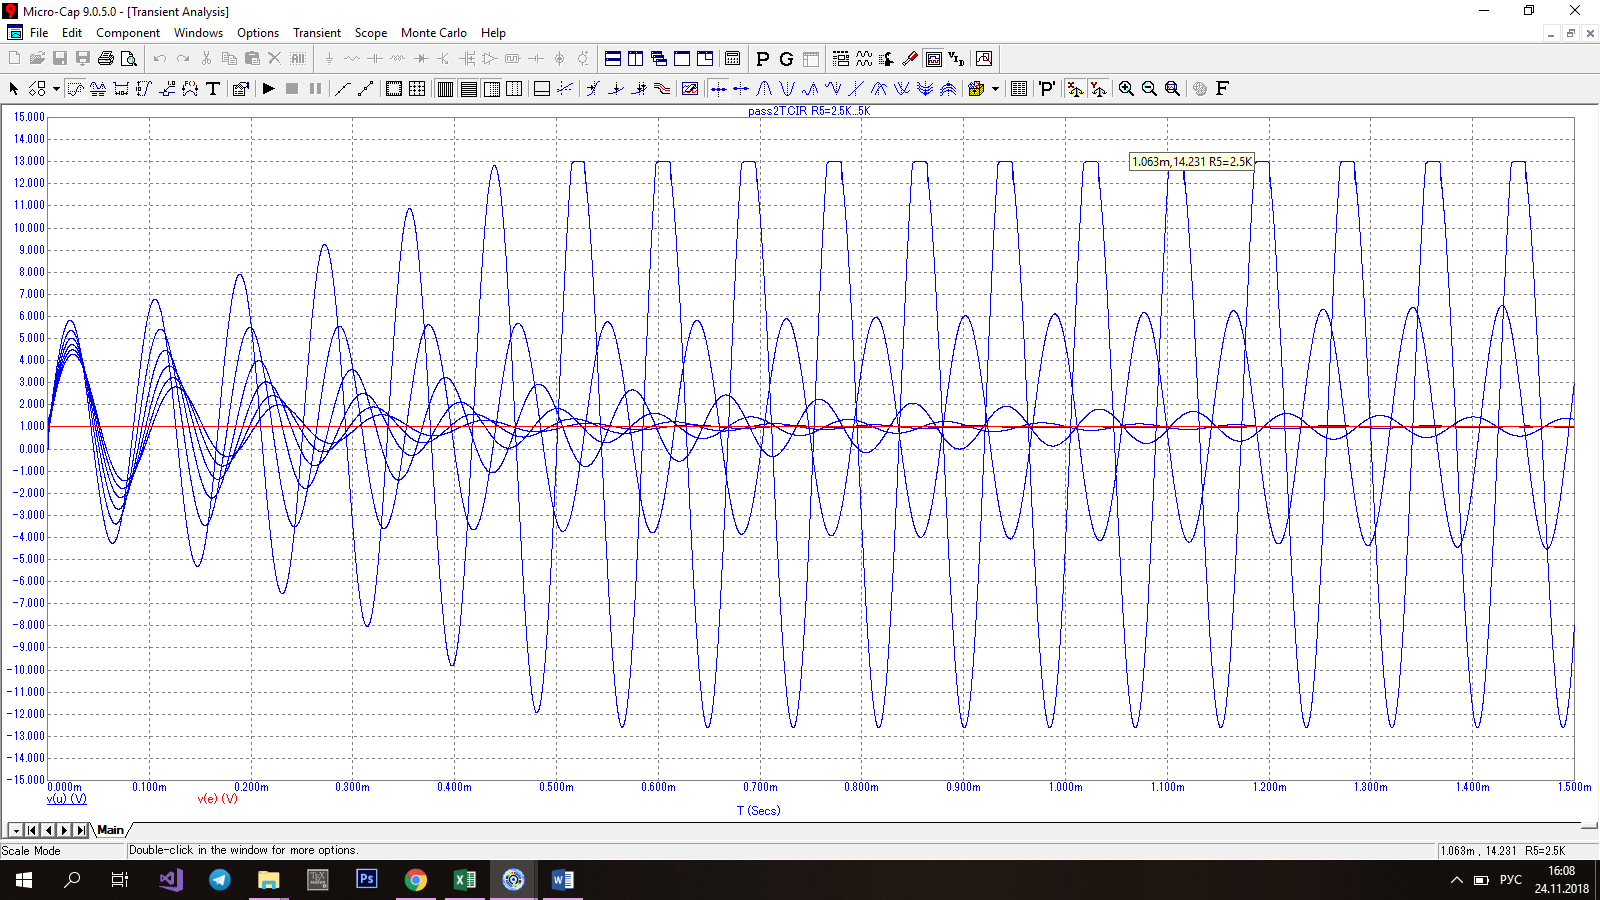 Micro-Cap 9.0.5.0 - [Transient Analysis]
File Edit Component Windows Options Transient Scope Monte Carlo Help
P G
T 'P' F
pass2T.CIR R5=2.5K...5K
15.000
14.000
13.000
12.000
11.000
10.000
9.000
8.000
7.000
6.000
5.000
4.000
3.000
2.000
1.000
0.000
-1.000
-2.000
-3.000
-4.000
-5.000
-6.000
-7.000
-8.000
-9.000
-10.000
-11.000
-12.000
-13.000
-14.000
-15.000
1.063m,14.231 R5=2.5K
0.000m 0.100m 0.200m 0.300m 0.400m 0.500m 0.600m 0.700m 0.800m 0.900m 1.000m 1.100m 1.200m 1.300m 1.400m 1.500m
v(u) (V) v(e) (V)
T (Secs)
Main
Scale Mode Double-click in the window for more options. 1.063m , 14.231 R5=2.5K
Ps
РУС
16:08
24.11.2018